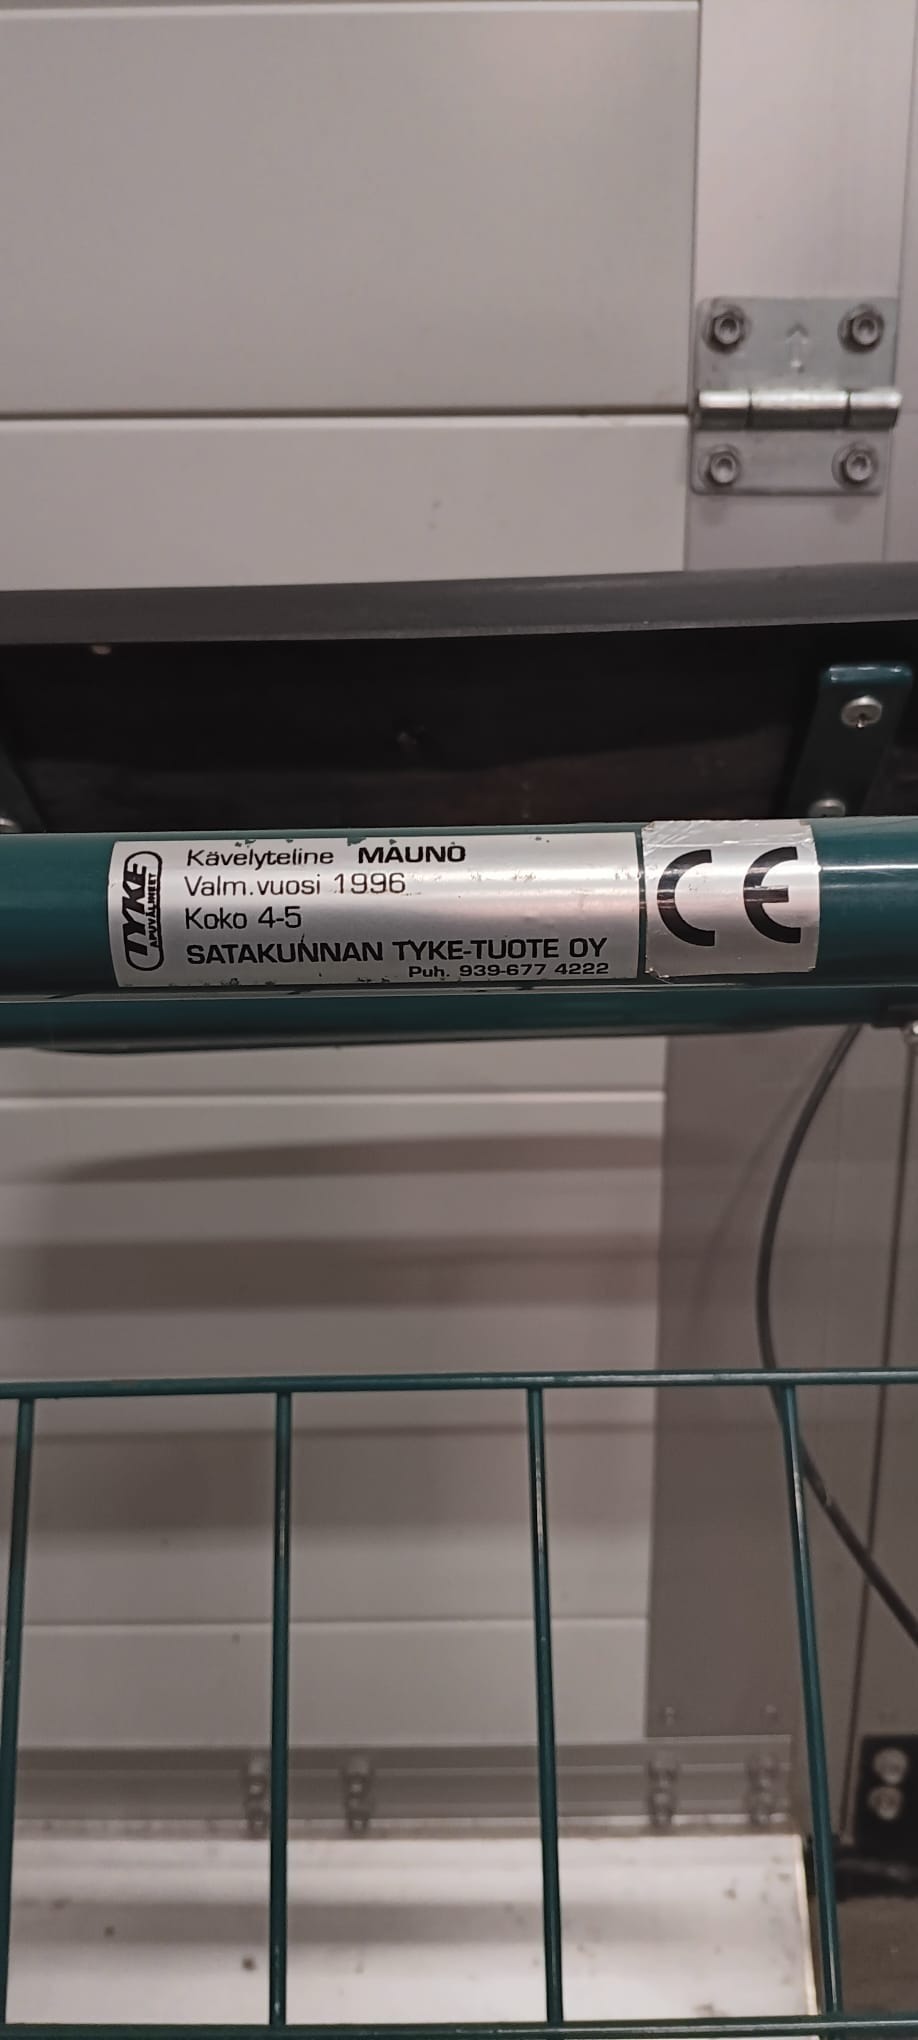 TYKE
APUVÄLINEET
Kävelyteline MAUNO
Valm.vuosi 1996
Koko 4-5
SATAKUNNAN TYKE-TUOTE OY
Puh. 939-677 4222
CE